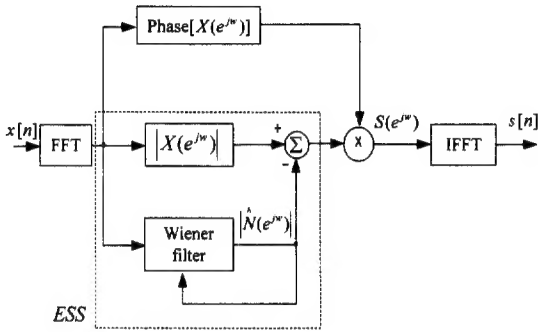 Phase[X(e^{jw})]
x[n]
FFT
|X(e^{jw})|
+
Σ
-
X
S(e^{jw})
IFFT
s[n]
Wiener
filter
|N̂(e^{jw})|
ESS